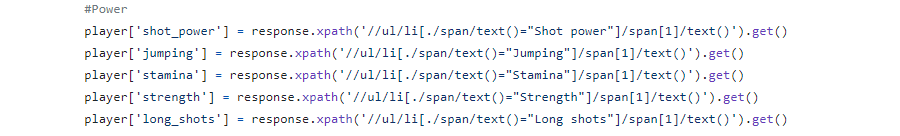 #Power
player['shot_power'] = response.xpath('//ul/li[./span/text()="Shot power"]/span[1]/text()').get()
player['jumping'] = response.xpath('//ul/li[./span/text()="Jumping"]/span[1]/text()').get()
player['stamina'] = response.xpath('//ul/li[./span/text()="Stamina"]/span[1]/text()').get()
player['strength'] = response.xpath('//ul/li[./span/text()="Strength"]/span[1]/text()').get()
player['long_shots'] = response.xpath('//ul/li[./span/text()="Long shots"]/span[1]/text()').get()